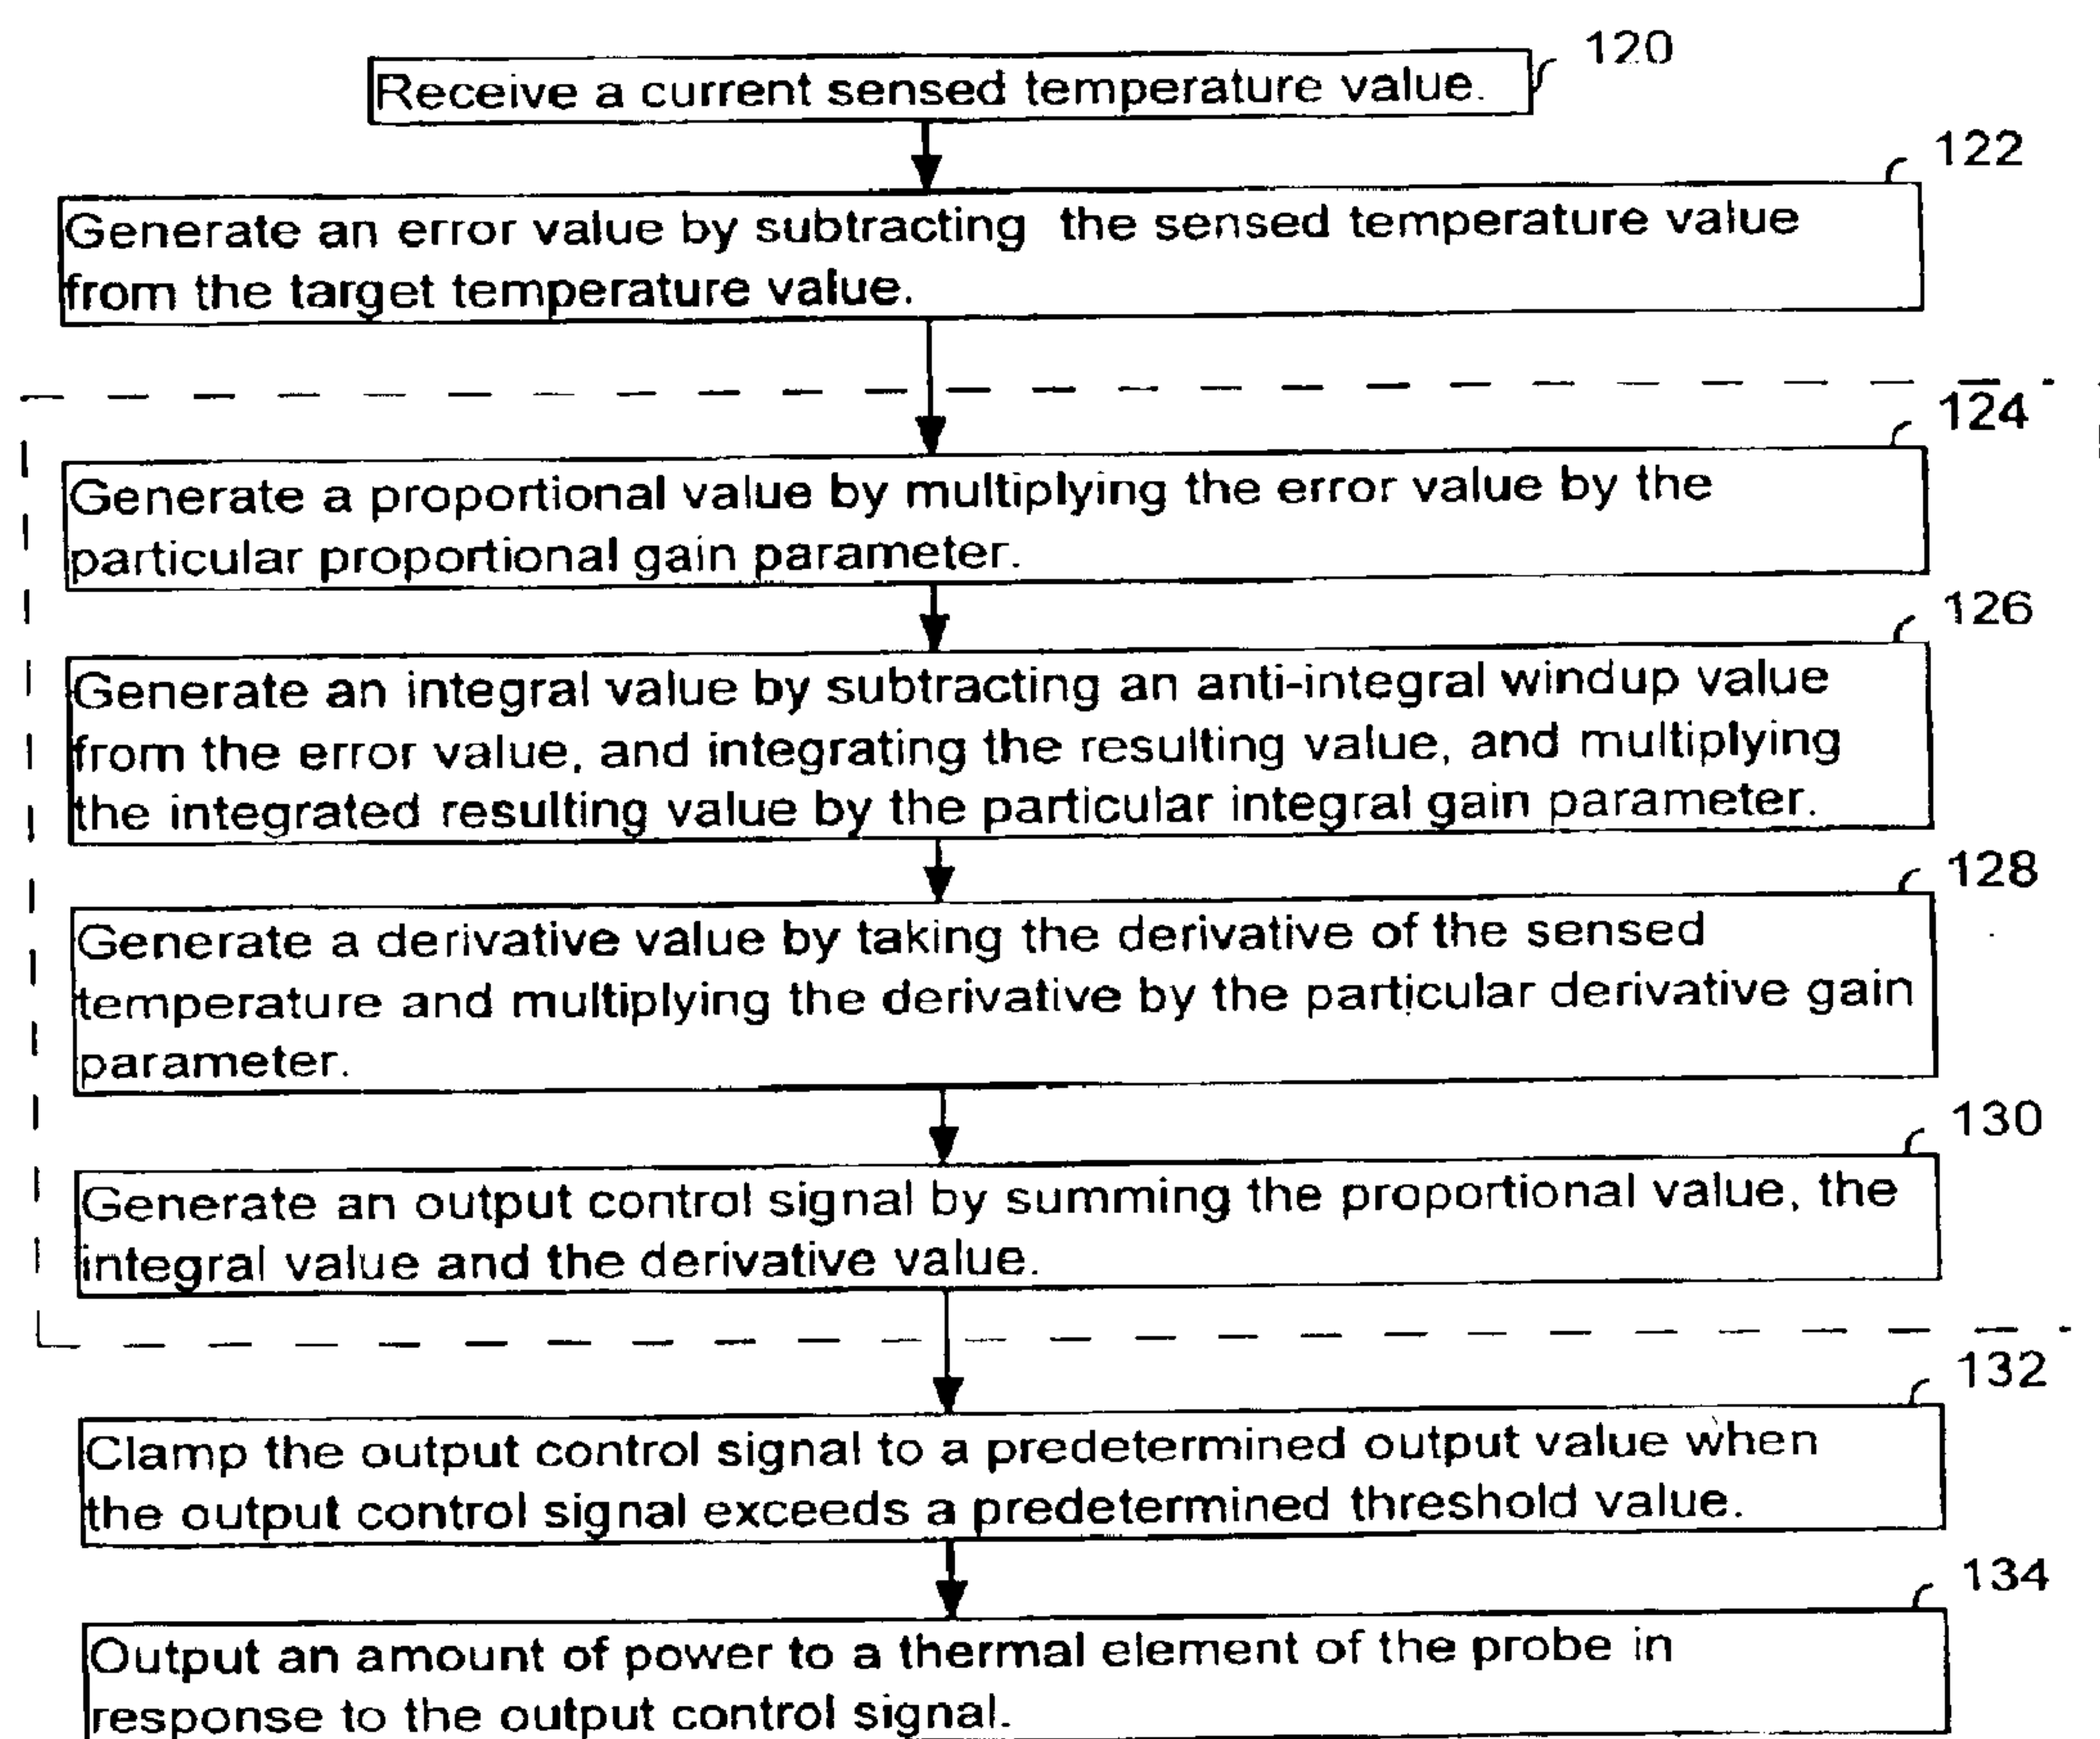 120
Receive a current sensed temperature value.
122
Generate an error value by subtracting the sensed temperature value
from the target temperature value.
124
Generate a proportional value by multiplying the error value by the
particular proportional gain parameter.
126
Generate an integral value by subtracting an anti-integral windup value
from the error value, and integrating the resulting value, and multiplying
the integrated resulting value by the particular integral gain parameter.
128
Generate a derivative value by taking the derivative of the sensed
temperature and multiplying the derivative by the particular derivative gain
parameter.
130
Generate an output control signal by summing the proportional value, the
integral value and the derivative value.
132
Clamp the output control signal to a predetermined output value when
the output control signal exceeds a predetermined threshold value.
134
Output an amount of power to a thermal element of the probe in
response to the output control signal.